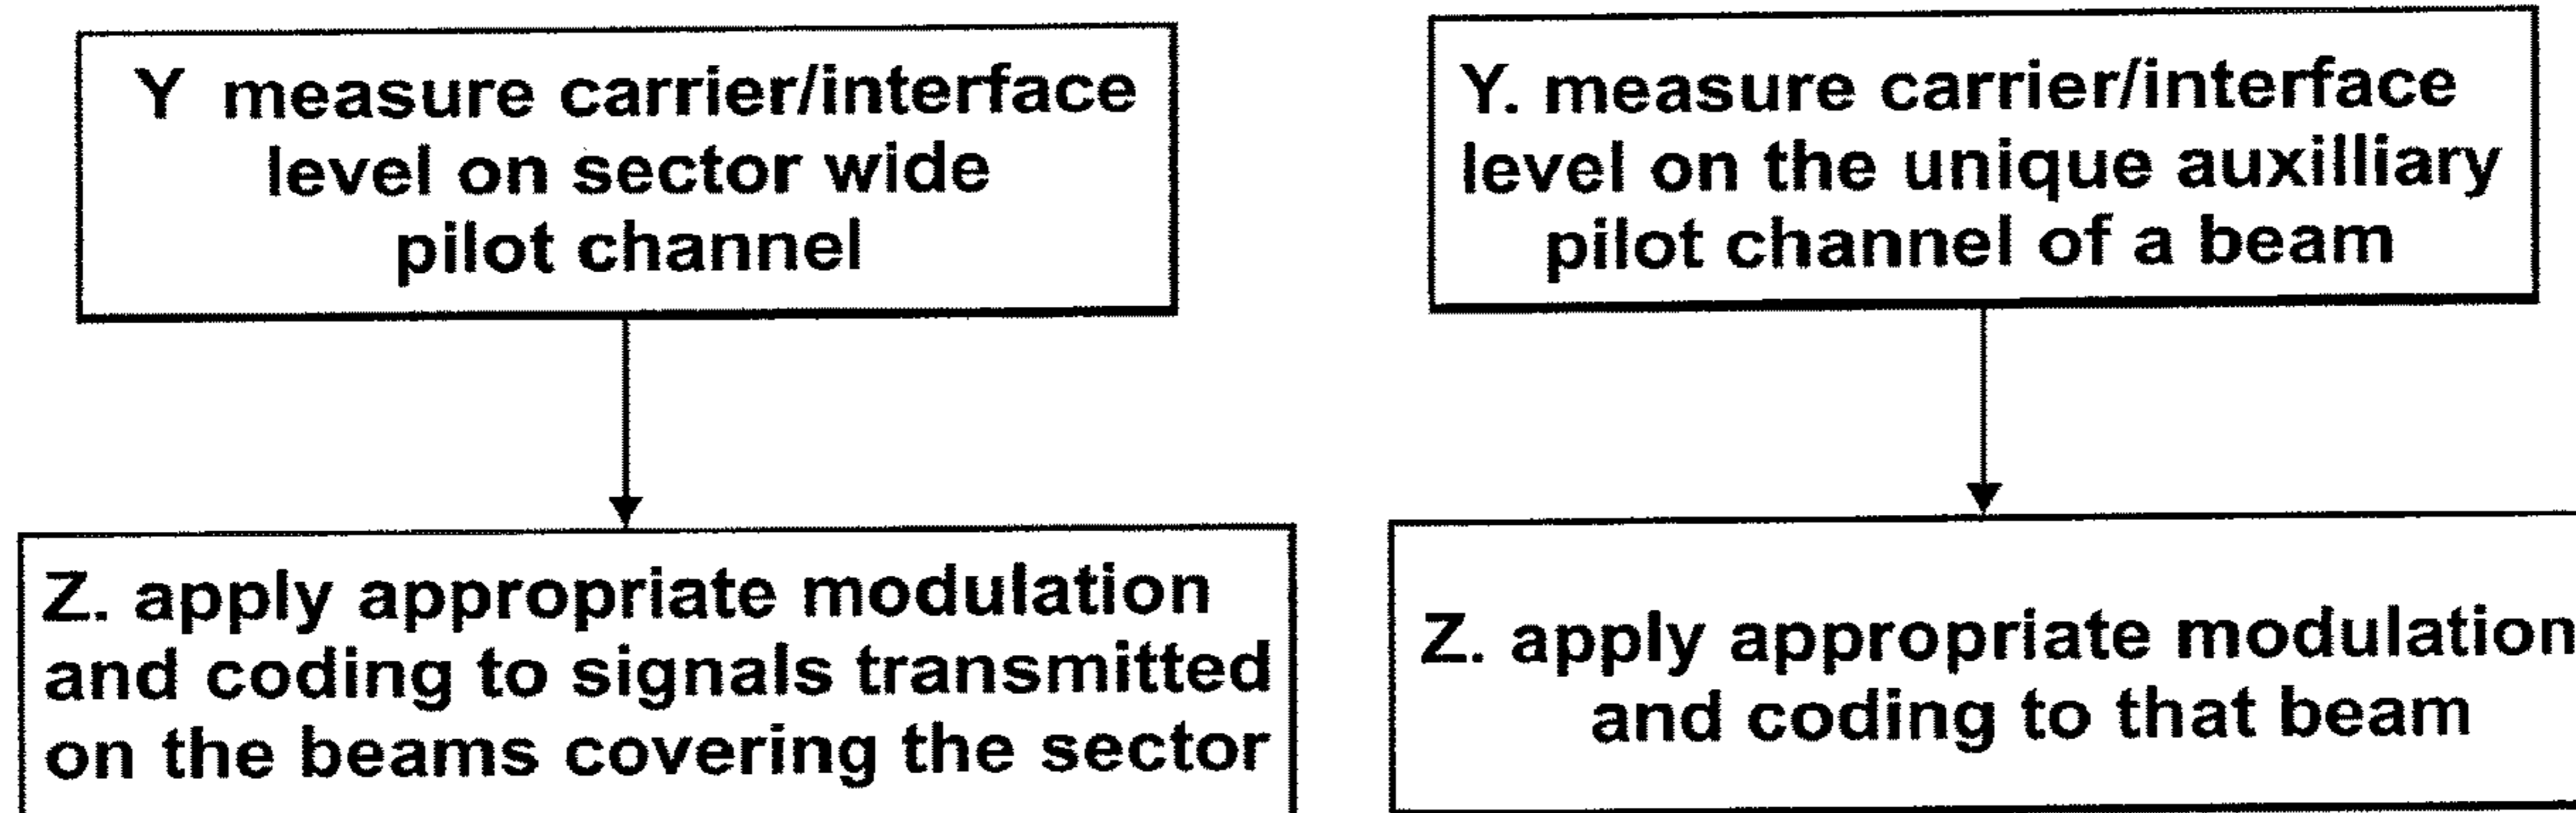 Y measure carrier/interface
level on sector wide
pilot channel
Z. apply appropriate modulation
and coding to signals transmitted
on the beams covering the sector
Y. measure carrier/interface
level on the unique auxilliary
pilot channel of a beam
Z. apply appropriate modulation
and coding to that beam